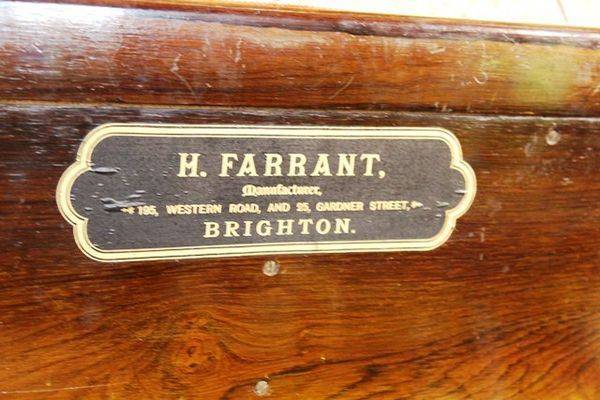 H. FARRANT,
Manufacturer,
195, WESTERN ROAD, AND 25, GARDNER STREET,
BRIGHTON.